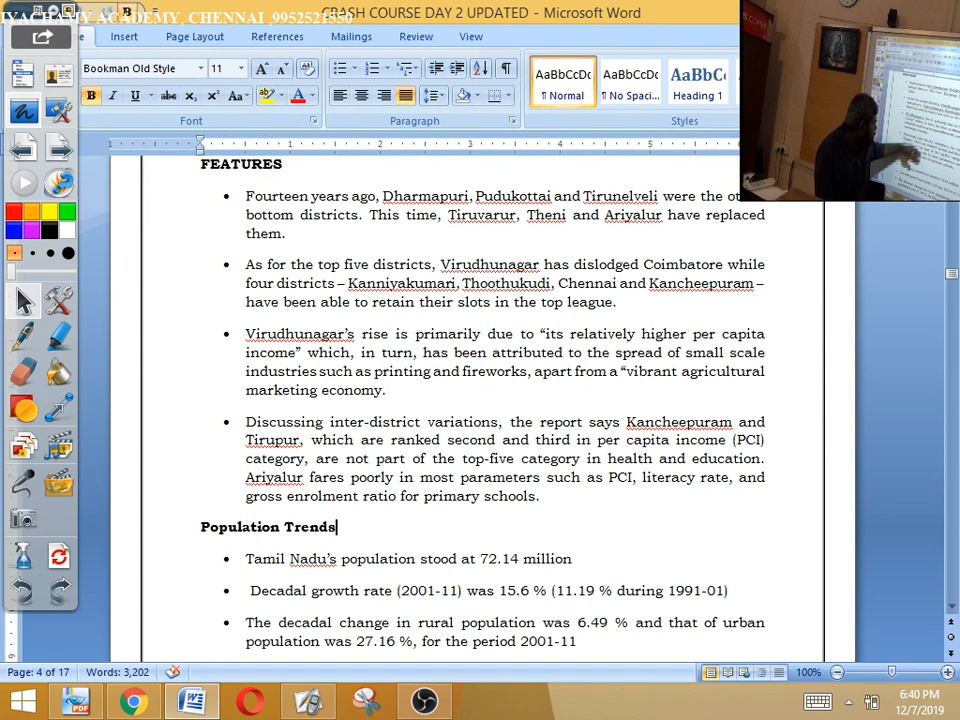 IYACHAMY ACADEMY, CHENNAI ,9952521550
CRASH COURSE DAY 2 UPDATED - Microsoft Word
Insert Page Layout References Mailings Review View
Bookman Old Style 11
AaBbCcDc AaBbCcDc AaBbCc
¶ Normal ¶ No Spaci... Heading 1
Font Paragraph Styles
FEATURES
• Fourteen years ago, Dharmapuri, Pudukottai and Tirunelveli were the
bottom districts. This time, Tiruvarur, Theni and Ariyalur have replaced
them.
• As for the top five districts, Virudhunagar has dislodged Coimbatore while
four districts – Kanniyakumari, Thoothukudi, Chennai and Kancheepuram –
have been able to retain their slots in the top league.
• Virudhunagar's rise is primarily due to “its relatively higher per capita
income” which, in turn, has been attributed to the spread of small scale
industries such as printing and fireworks, apart from a “vibrant agricultural
marketing economy.
• Discussing inter-district variations, the report says Kancheepuram and
Tirupur, which are ranked second and third in per capita income (PCI)
category, are not part of the top-five category in health and education.
Ariyalur fares poorly in most parameters such as PCI, literacy rate, and
gross enrolment ratio for primary schools.
Population Trends
• Tamil Nadu's population stood at 72.14 million
• Decadal growth rate (2001-11) was 15.6 % (11.19 % during 1991-01)
• The decadal change in rural population was 6.49 % and that of urban
population was 27.16 %, for the period 2001-11
Page: 4 of 17 Words: 3,202 100%
6:40 PM
12/7/2019